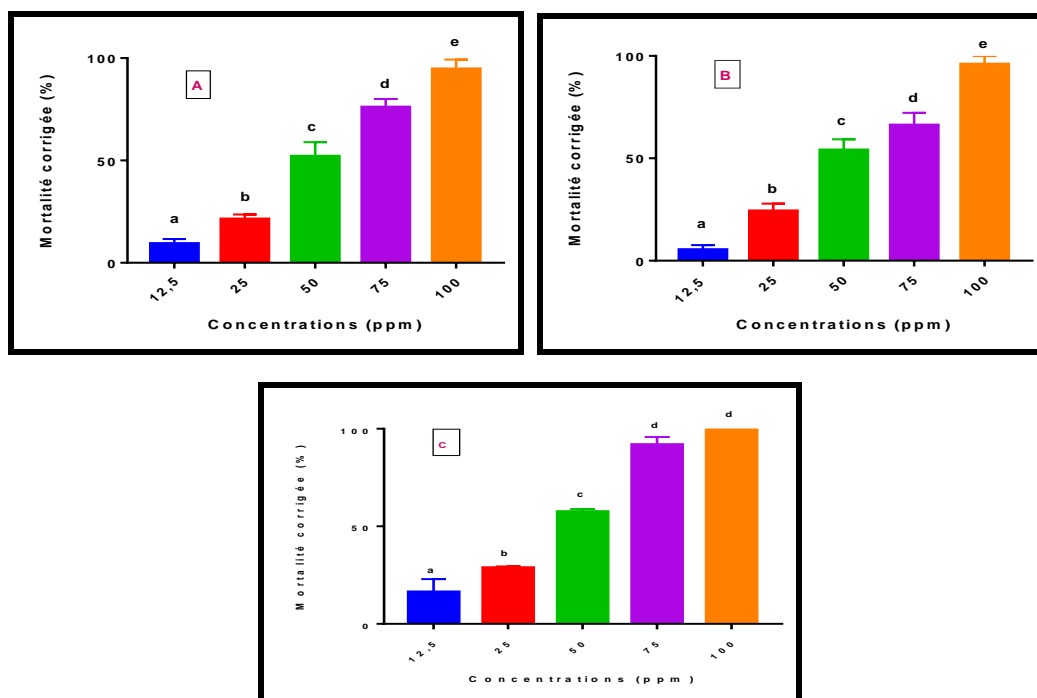 A
Mortalité corrigée (%)
100
50
0
a
b
c
d
e
12,5
25
50
75
100
Concentrations (ppm)
B
Mortalité corrigée (%)
100
50
0
a
b
c
d
e
12,5
25
50
75
100
Concentrations (ppm)
C
Mortalité corrigée (%)
100
50
0
a
b
c
d
d
12,5
25
50
75
100
Concentrations (ppm)